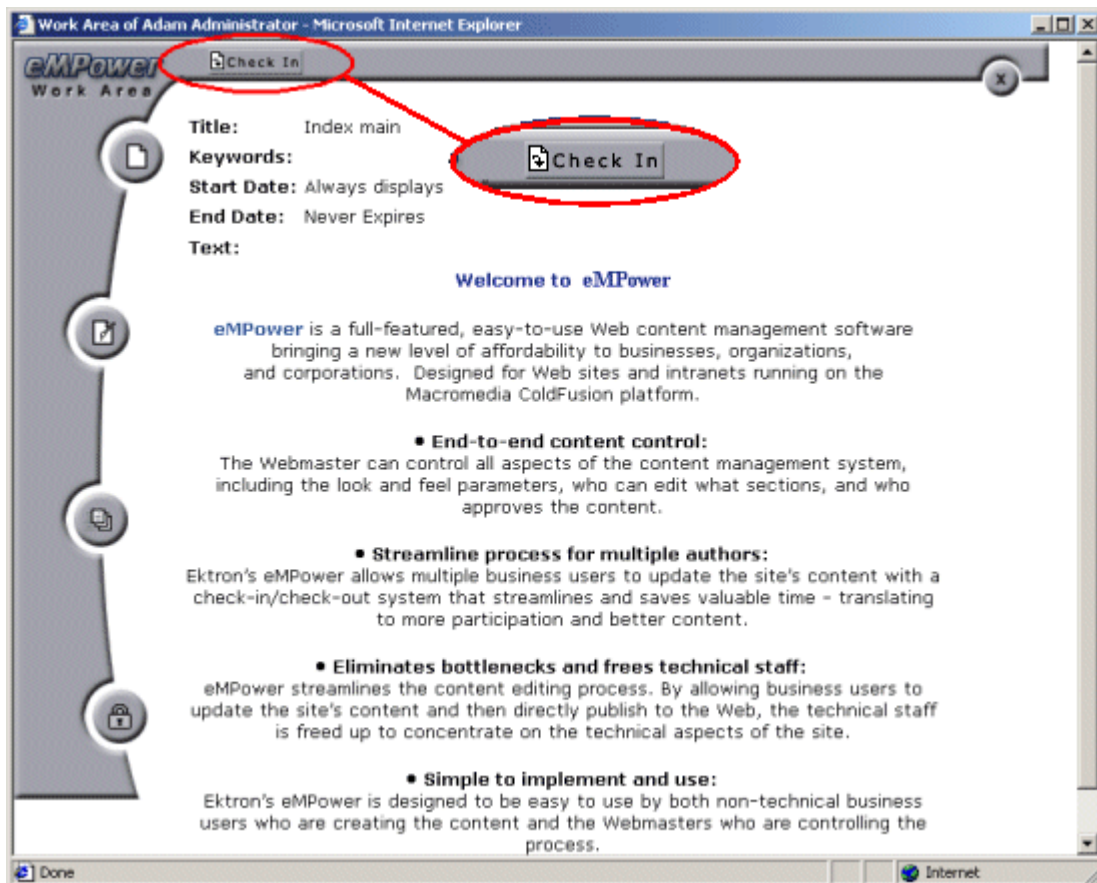 Work Area of Adam Administrator - Microsoft Internet Explorer
eMPower
Work Area
Check In
X
Title: Index main
Check In
Keywords:
Start Date: Always displays
End Date: Never Expires
Text:
Welcome to eMPower
eMPower is a full-featured, easy-to-use Web content management software
bringing a new level of affordability to businesses, organizations,
and corporations. Designed for Web sites and intranets running on the
Macromedia ColdFusion platform.
• End-to-end content control:
The Webmaster can control all aspects of the content management system,
including the look and feel parameters, who can edit what sections, and who
approves the content.
• Streamline process for multiple authors:
Ektron's eMPower allows multiple business users to update the site's content with a
check-in/check-out system that streamlines and saves valuable time - translating
to more participation and better content.
• Eliminates bottlenecks and frees technical staff:
eMPower streamlines the content editing process. By allowing business users to
update the site's content and then directly publish to the Web, the technical staff
is freed up to concentrate on the technical aspects of the site.
• Simple to implement and use:
Ektron's eMPower is designed to be easy to use by both non-technical business
users who are creating the content and the Webmasters who are controlling the
process.
Done
Internet